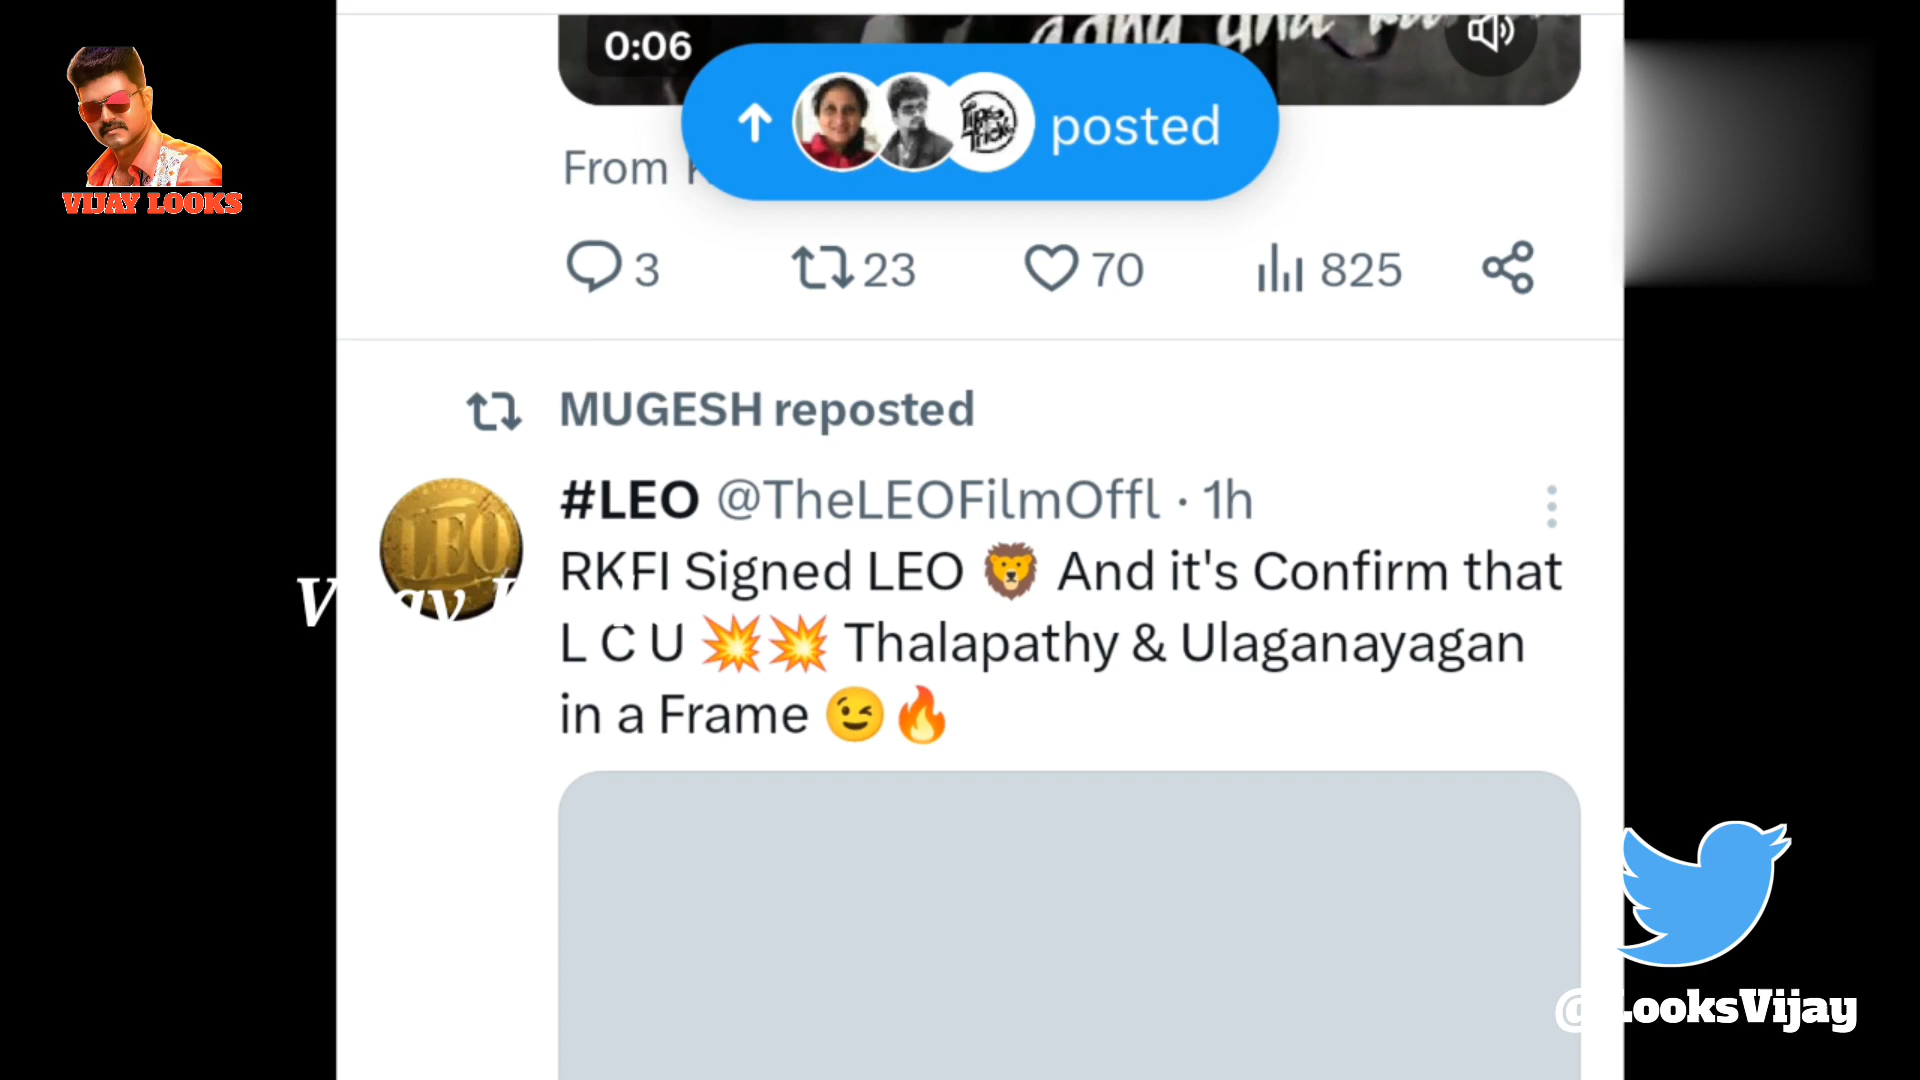 0:06
posted
From
3 23 70 825
VIJAY LOOKS
MUGESH reposted
#LEO @TheLEOFilmOffl · 1h
LEO
RKFI Signed LEO 🦁 And it's Confirm that
L C U 💥💥 Thalapathy & Ulaganayagan
in a Frame 😉🔥
@LooksVijay